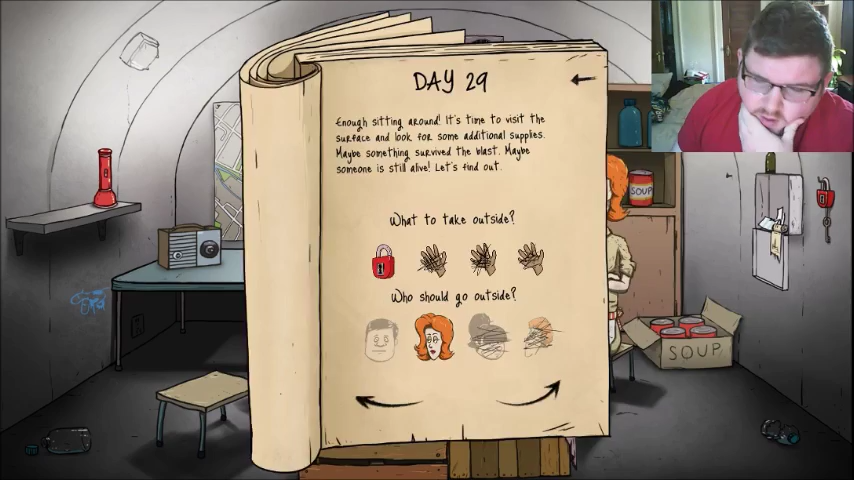 DAY 29
Enough sitting around! It's time to visit the
surface and look for some additional supplies.
Maybe something survived the blast. Maybe
someone is still alive! Let's find out.
What to take outside?
Who should go outside?
SOUP
SOUP